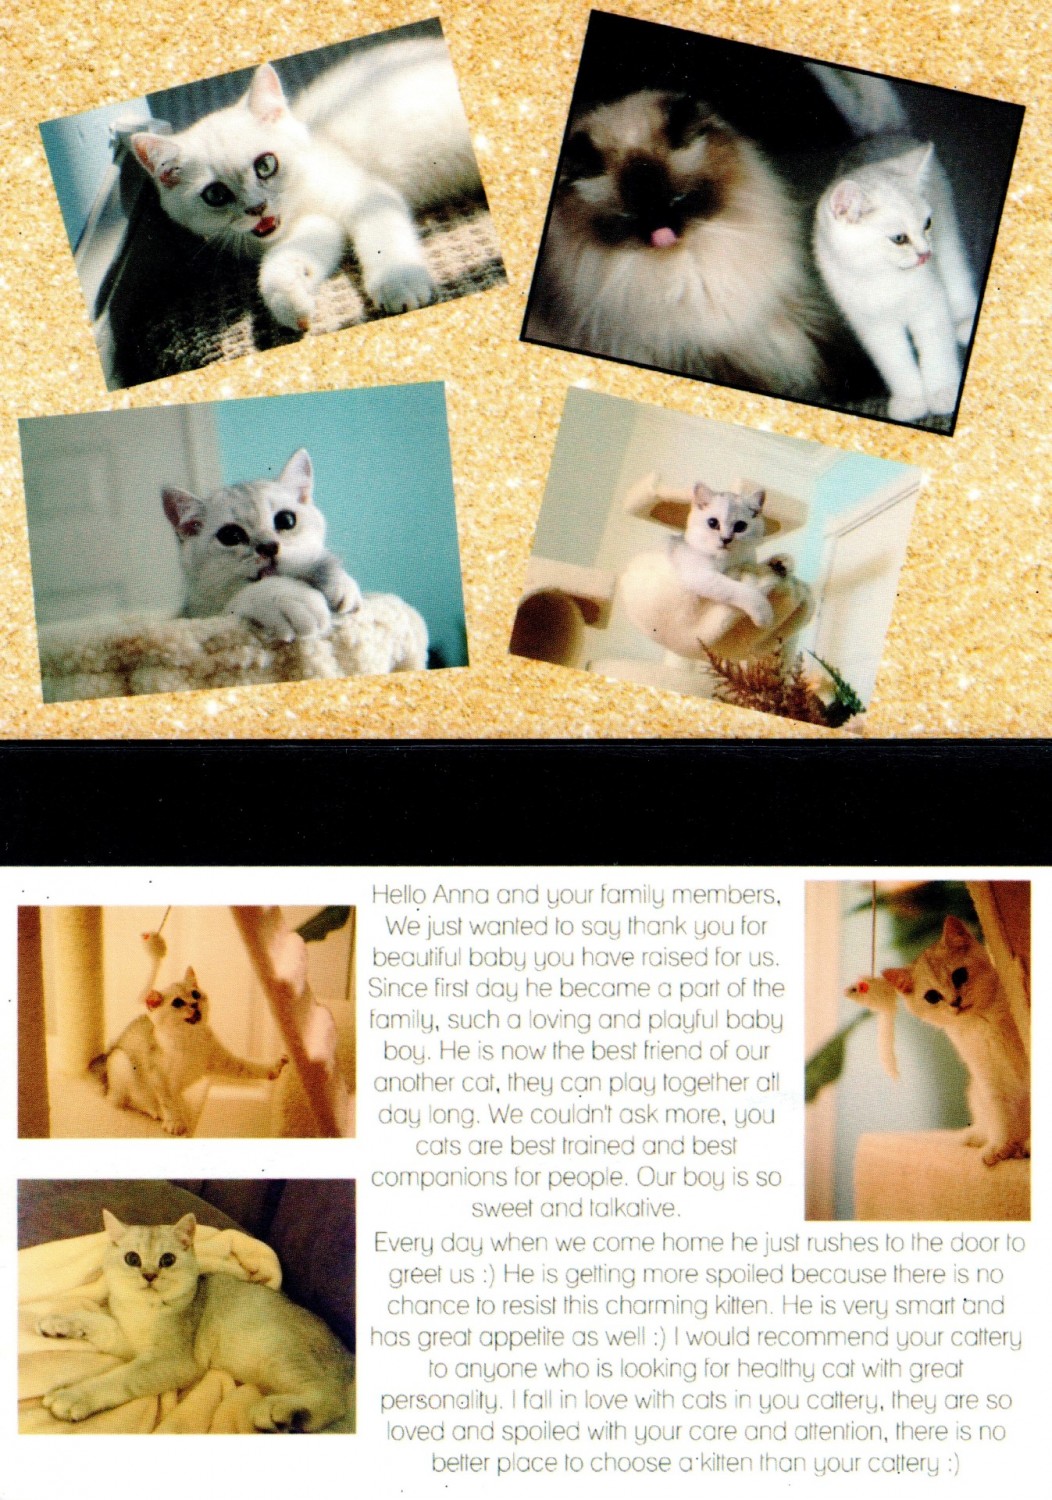 Hello Anna and your family members,
We just wanted to say thank you for
beautiful baby you have raised for us.
Since first day he became a part of the
family, such a loving and playful baby
boy. He is now the best friend of our
another cat, they can play together all
day long. We couldn't ask more, you
cats are best trained and best
companions for people. Our boy is so
sweet and talkative.
Every day when we come home he just rushes to the door to
greet us :) He is getting more spoiled because there is no
chance to resist this charming kitten. He is very smart and
has great appetite as well :) I would recommend your cattery
to anyone who is looking for healthy cat with great
personality. I fall in love with cats in you cattery, they are so
loved and spoiled with your care and attention, there is no
better place to choose a kitten than your cattery :)